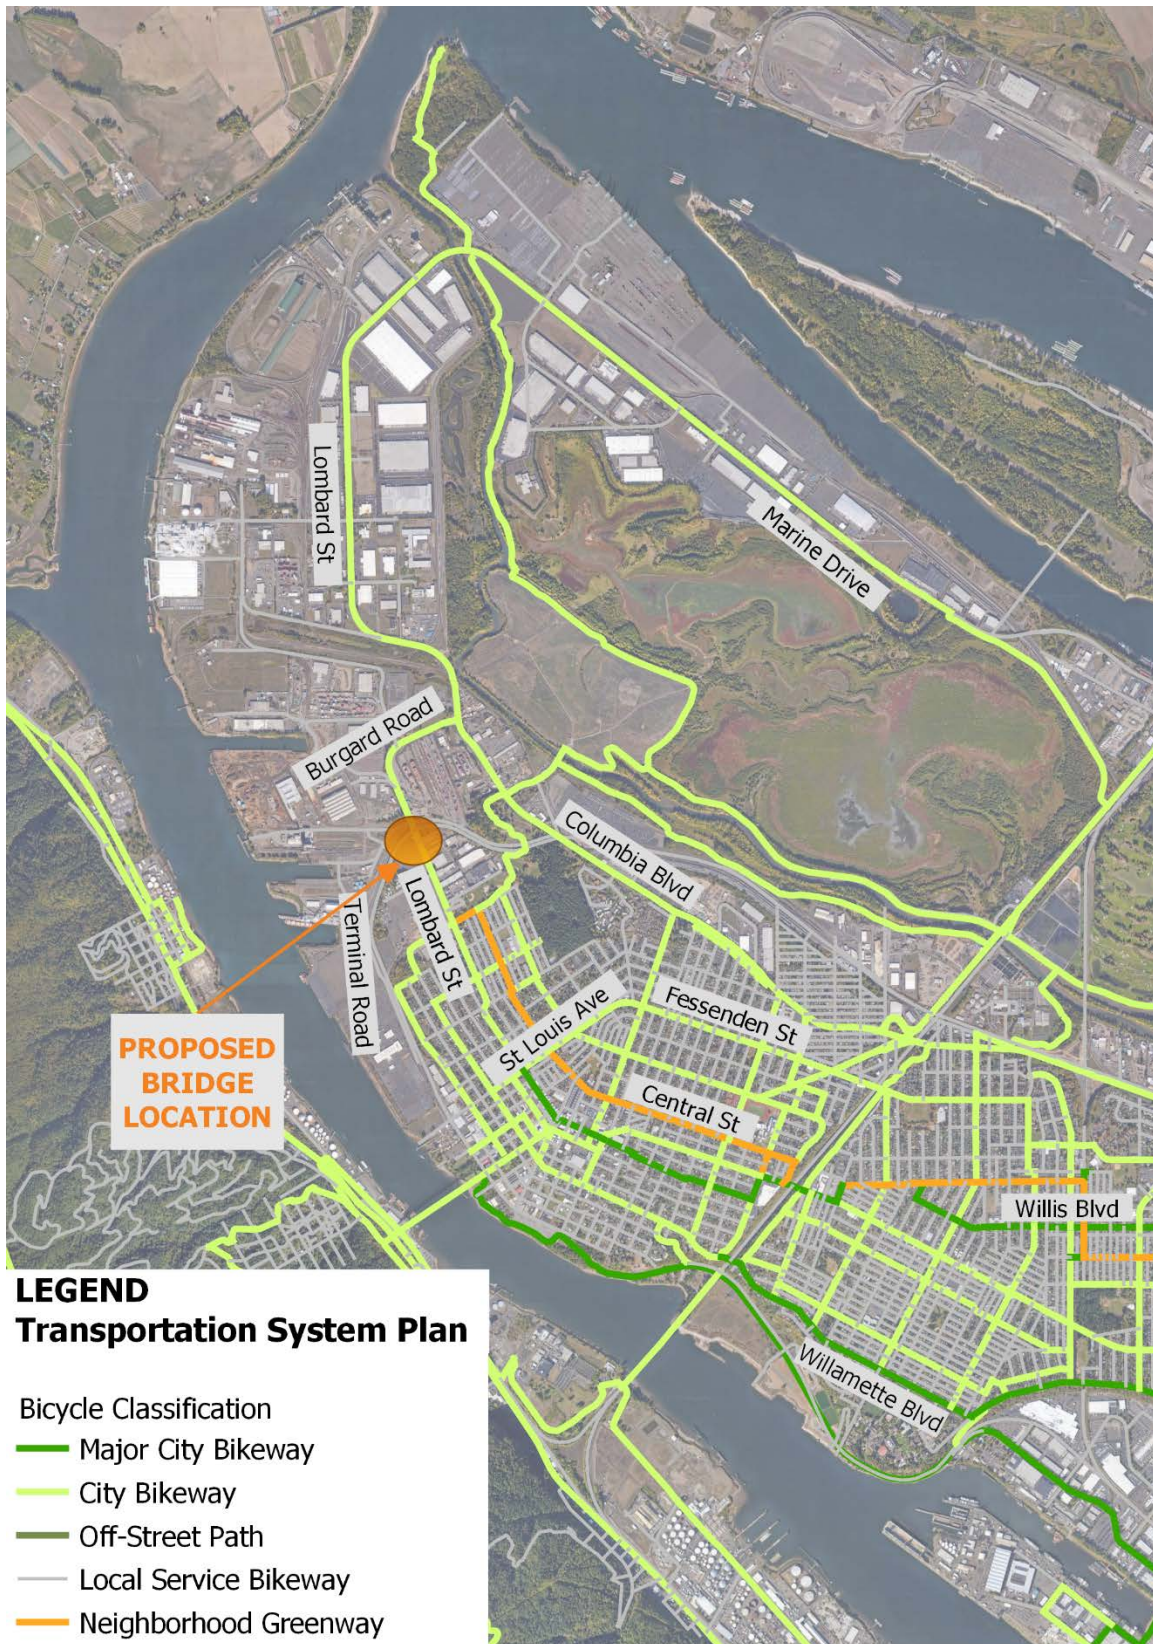 Lombard St
Marine Drive
Burgard Road
Columbia Blvd
Lombard St
Terminal Road
St Louis Ave
Fessenden St
PROPOSED
BRIDGE
LOCATION
Central St
Willis Blvd
Willamette Blvd
LEGEND
Transportation System Plan
Bicycle Classification
Major City Bikeway
City Bikeway
Off-Street Path
Local Service Bikeway
Neighborhood Greenway